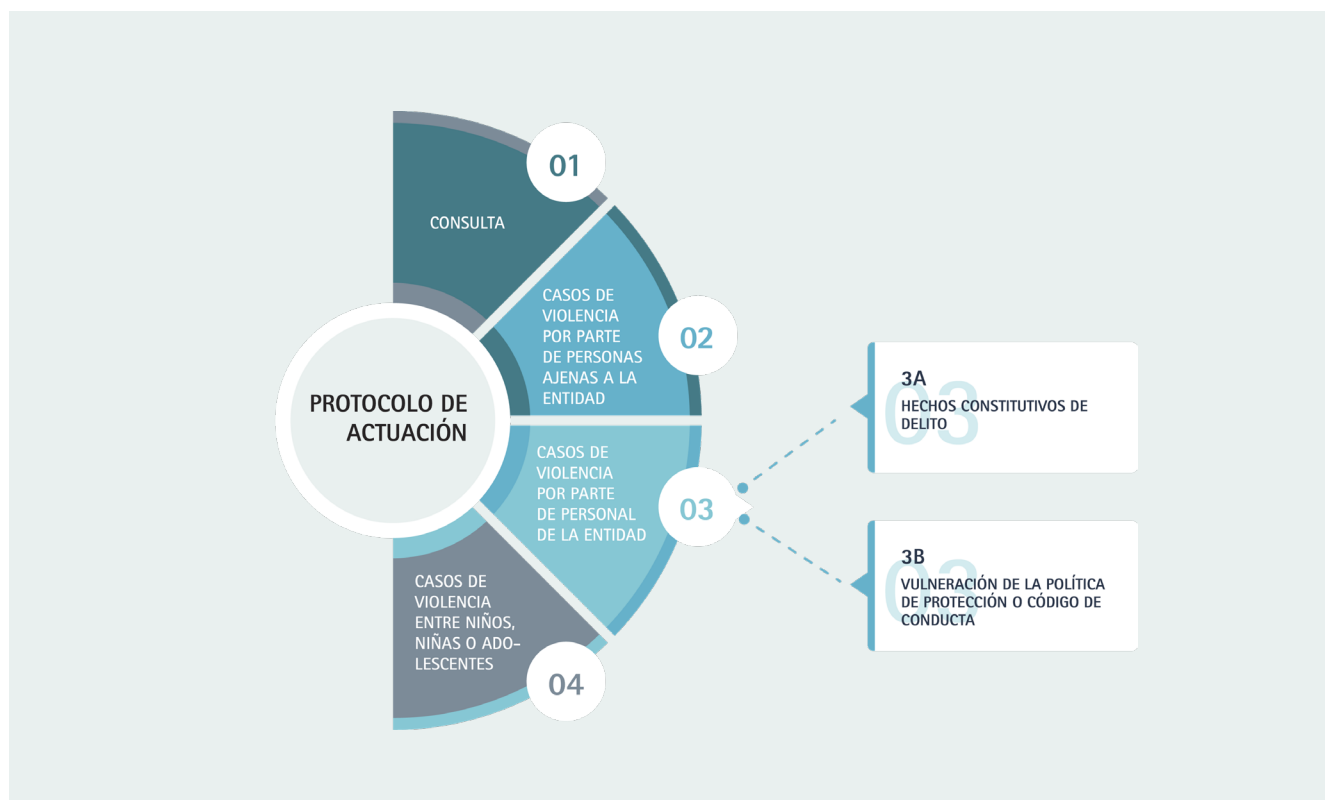 PROTOCOLO DE
ACTUACIÓN
01
CONSULTA
02
CASOS DE
VIOLENCIA
POR PARTE
DE PERSONAS
AJENAS A LA
ENTIDAD
03
CASOS DE
VIOLENCIA
POR PARTE
DE PERSONAL
DE LA ENTIDAD
04
CASOS DE
VIOLENCIA
ENTRE NIÑOS,
NIÑAS O ADO-
LESCENTES
03
3A
HECHOS CONSTITUTIVOS DE
DELITO
03
3B
VULNERACIÓN DE LA POLÍTICA
DE PROTECCIÓN O CÓDIGO DE
CONDUCTA